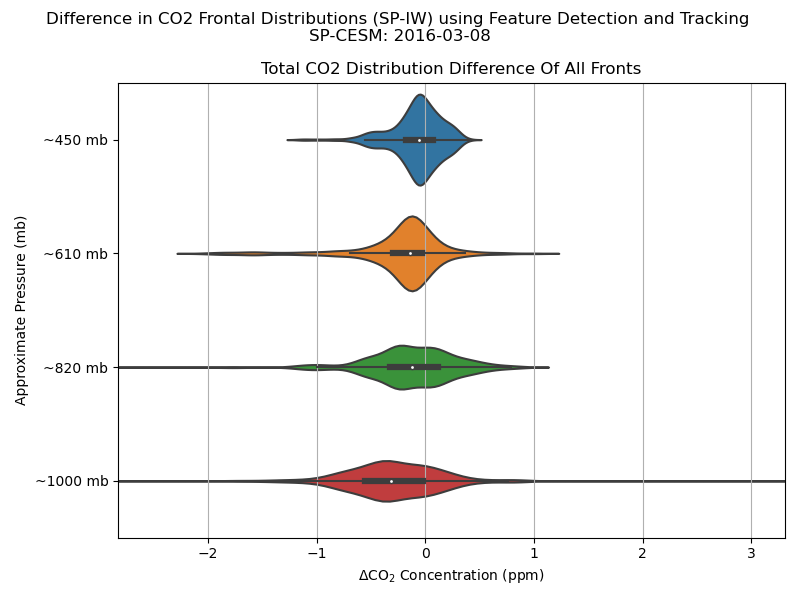 Difference in CO2 Frontal Distributions (SP-IW) using Feature Detection and Tracking
SP-CESM: 2016-03-08
Total CO2 Distribution Difference Of All Fronts
Approximate Pressure (mb)
~450 mb
~610 mb
~820 mb
~1000 mb
−2 −1 0 1 2 3
ΔCO₂ Concentration (ppm)